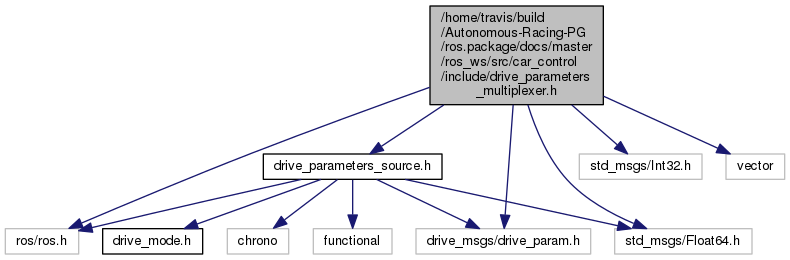 /home/travis/build
/Autonomous-Racing-PG
/ros.package/docs/master
/ros_ws/src/car_control
/include/drive_parameters
_multiplexer.h
drive_parameters_source.h
std_msgs/Int32.h
vector
ros/ros.h
drive_mode.h
chrono
functional
drive_msgs/drive_param.h
std_msgs/Float64.h